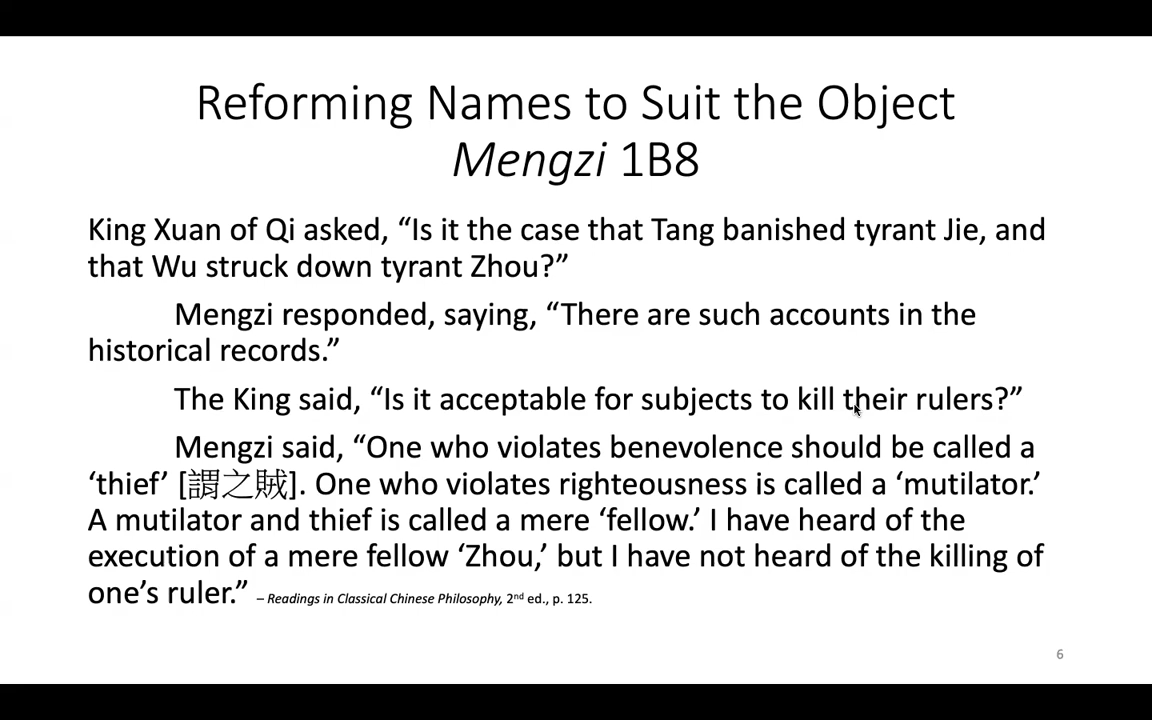 Reforming Names to Suit the Object
Mengzi 1B8
King Xuan of Qi asked, “Is it the case that Tang banished tyrant Jie, and
that Wu struck down tyrant Zhou?”
Mengzi responded, saying, “There are such accounts in the
historical records.”
The King said, “Is it acceptable for subjects to kill their rulers?”
Mengzi said, “One who violates benevolence should be called a
‘thief’ [謂之賊]. One who violates righteousness is called a ‘mutilator.’
A mutilator and thief is called a mere ‘fellow.’ I have heard of the
execution of a mere fellow ‘Zhou,’ but I have not heard of the killing of
one’s ruler.” – Readings in Classical Chinese Philosophy, 2nd ed., p. 125.
6